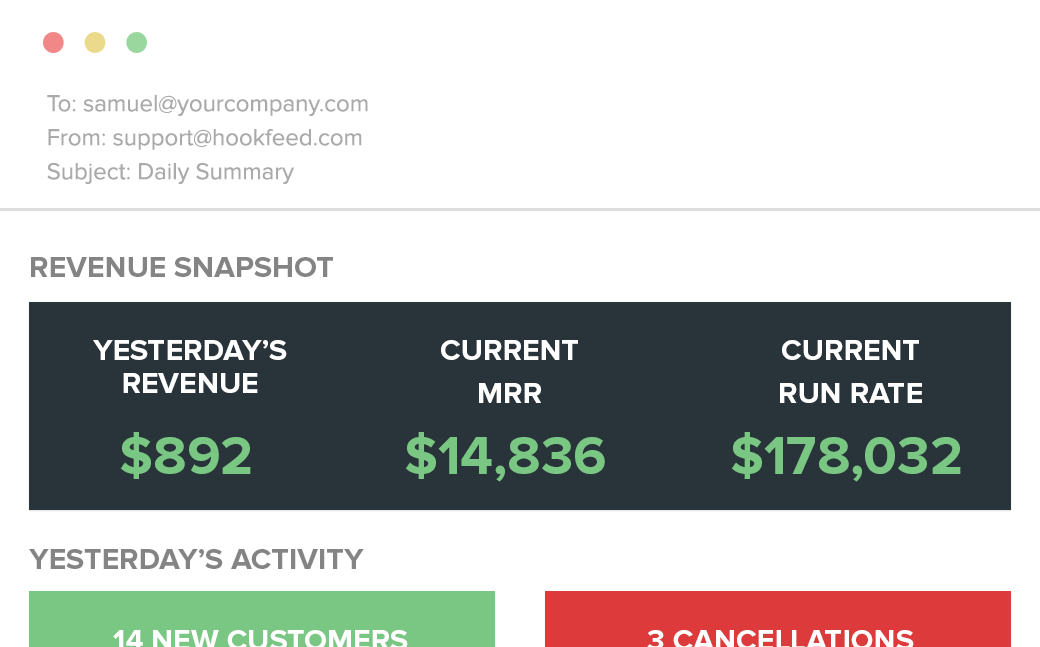 To: samuel@yourcompany.com
From: support@hookfeed.com
Subject: Daily Summary
REVENUE SNAPSHOT
YESTERDAY’S
REVENUE
$892
CURRENT
MRR
$14,836
CURRENT
RUN RATE
$178,032
YESTERDAY’S ACTIVITY
14 NEW CUSTOMERS
3 CANCELLATIONS